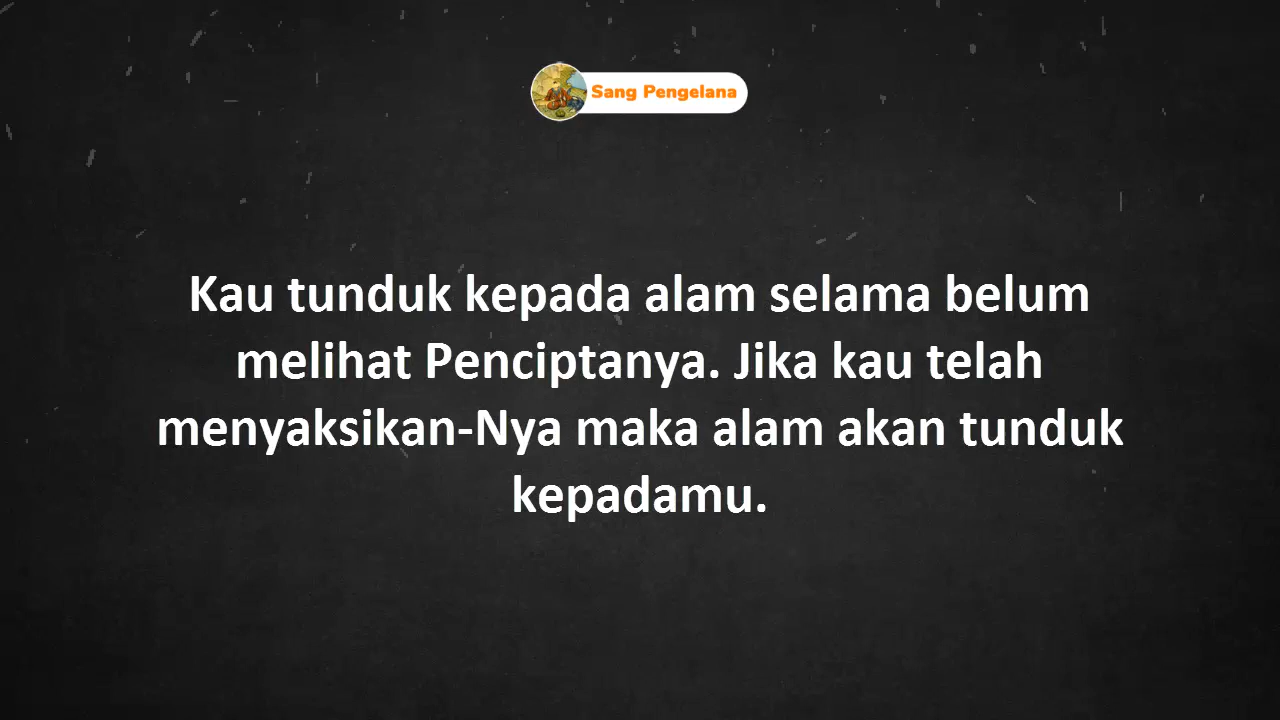 Sang Pengelana
Kau tunduk kepada alam selama belum
melihat Penciptanya. Jika kau telah
menyaksikan-Nya maka alam akan tunduk
kepadamu.